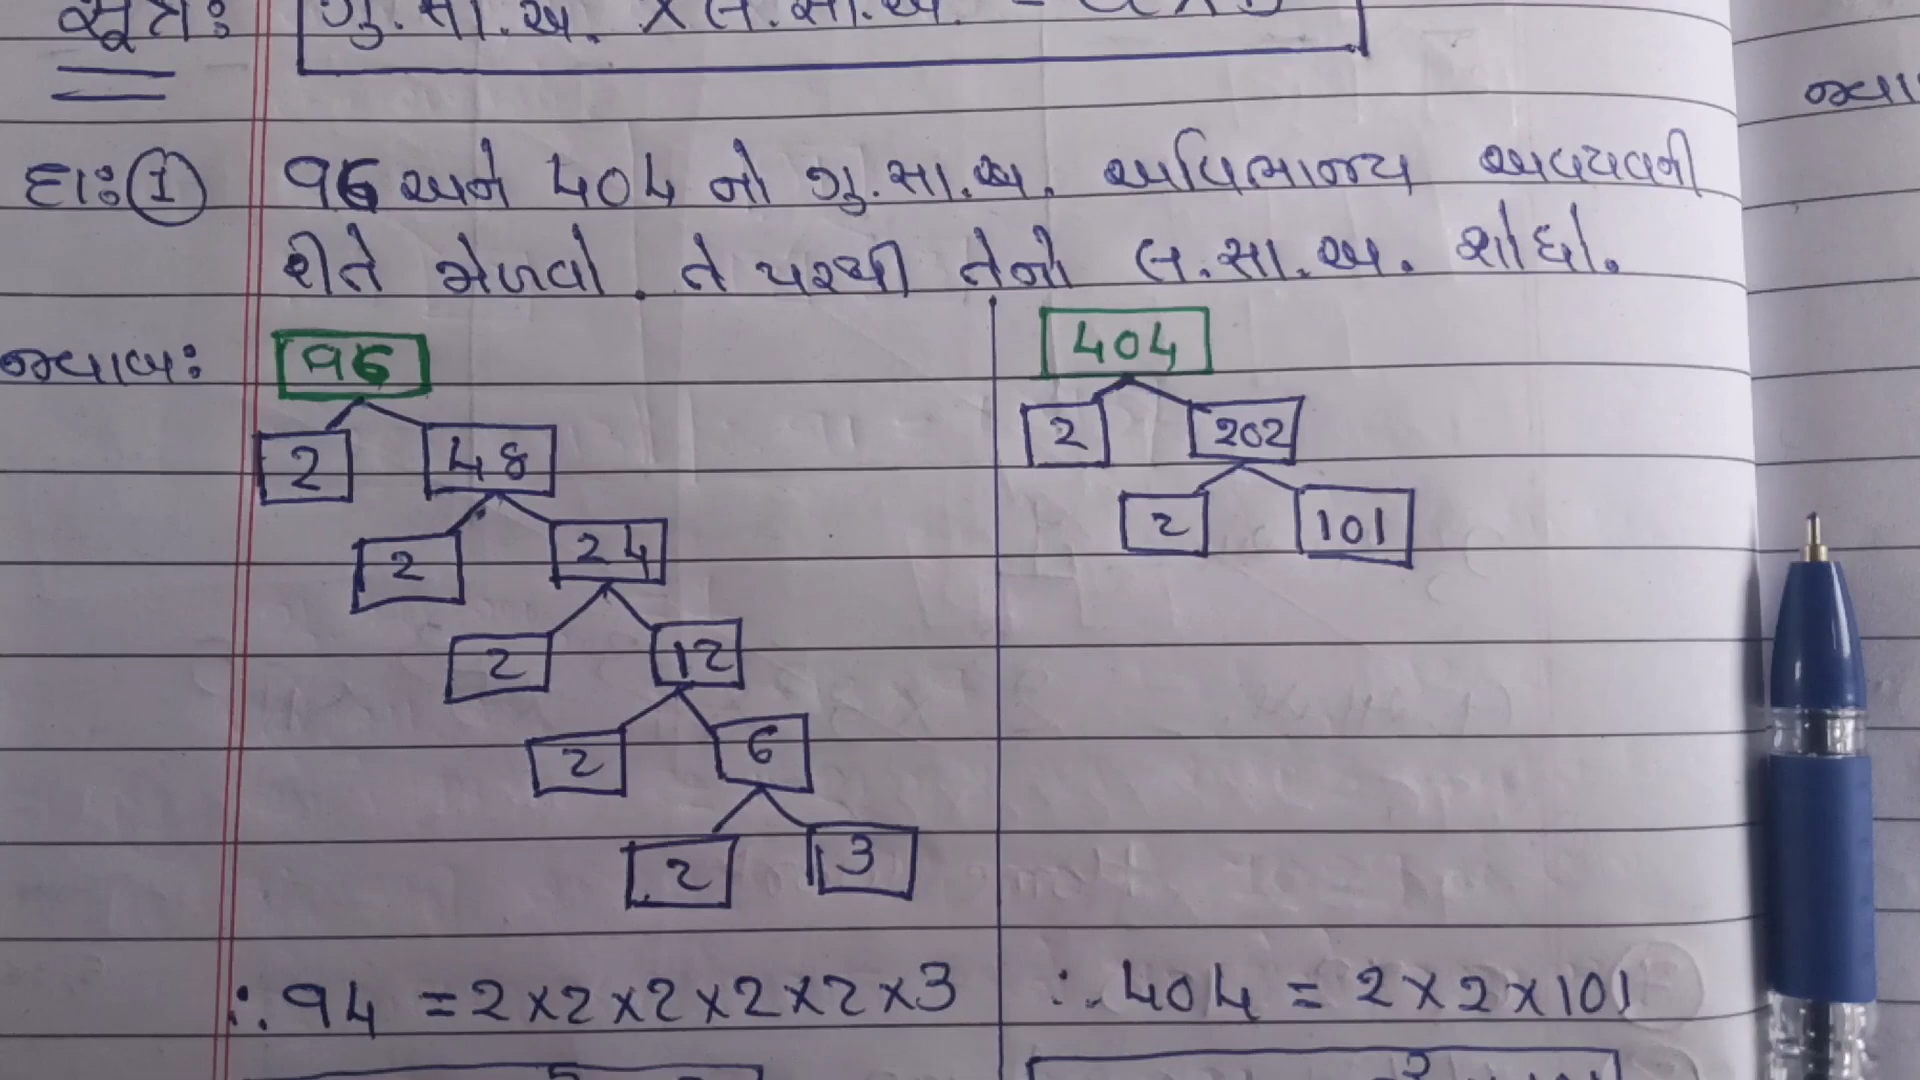 સૂત્ર: ગુ.સા.અ. × લ.સા.અ. = a × b
દા:① 96 અને 404 નો ગુ.સા.અ. અવિભાજ્ય અવયવની
રીતે મેળવો. તે પરથી તેનો લ.સા.અ. શોધો.
જવાબ: 96 404
2 48 2 202
2 24 2 101
2 12
2 6
2 3
∴ 94 = 2×2×2×2×2×3 ∴ 404 = 2×2×101